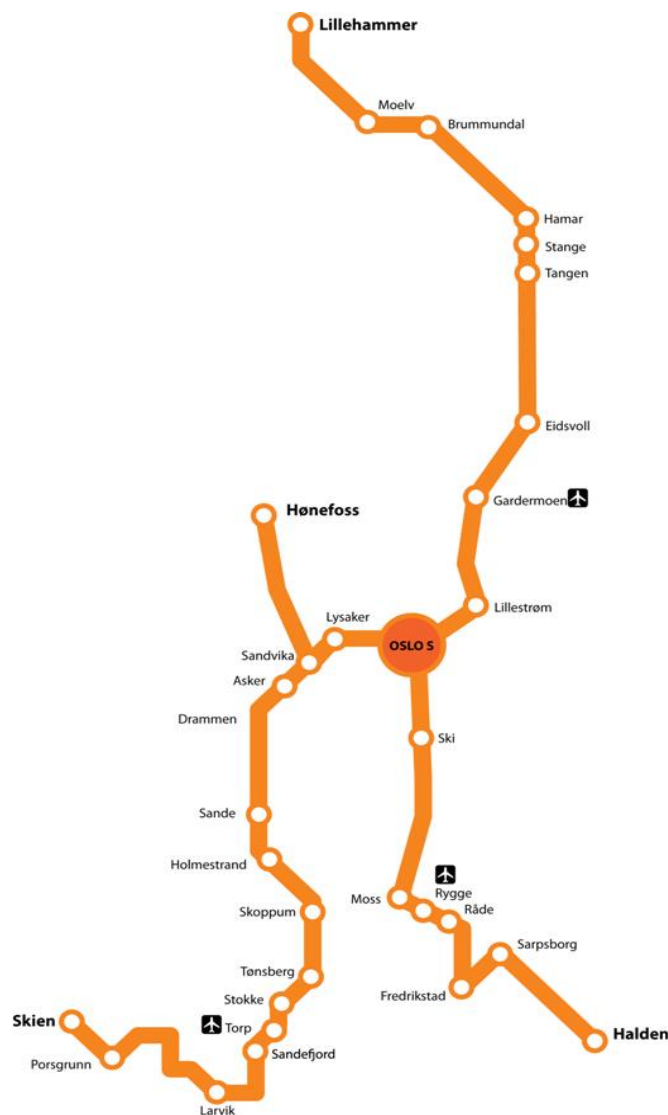 Lillehammer
Moelv
Brummundal
Hamar
Stange
Tangen
Eidsvoll
Gardermoen
Hønefoss
Lillestrøm
Lysaker
OSLO S
Sandvika
Asker
Drammen
Ski
Sande
Holmestrand
Rygge
Moss
Råde
Skoppum
Sarpsborg
Tønsberg
Fredrikstad
Stokke
Skien
Torp
Halden
Sandefjord
Porsgrunn
Larvik